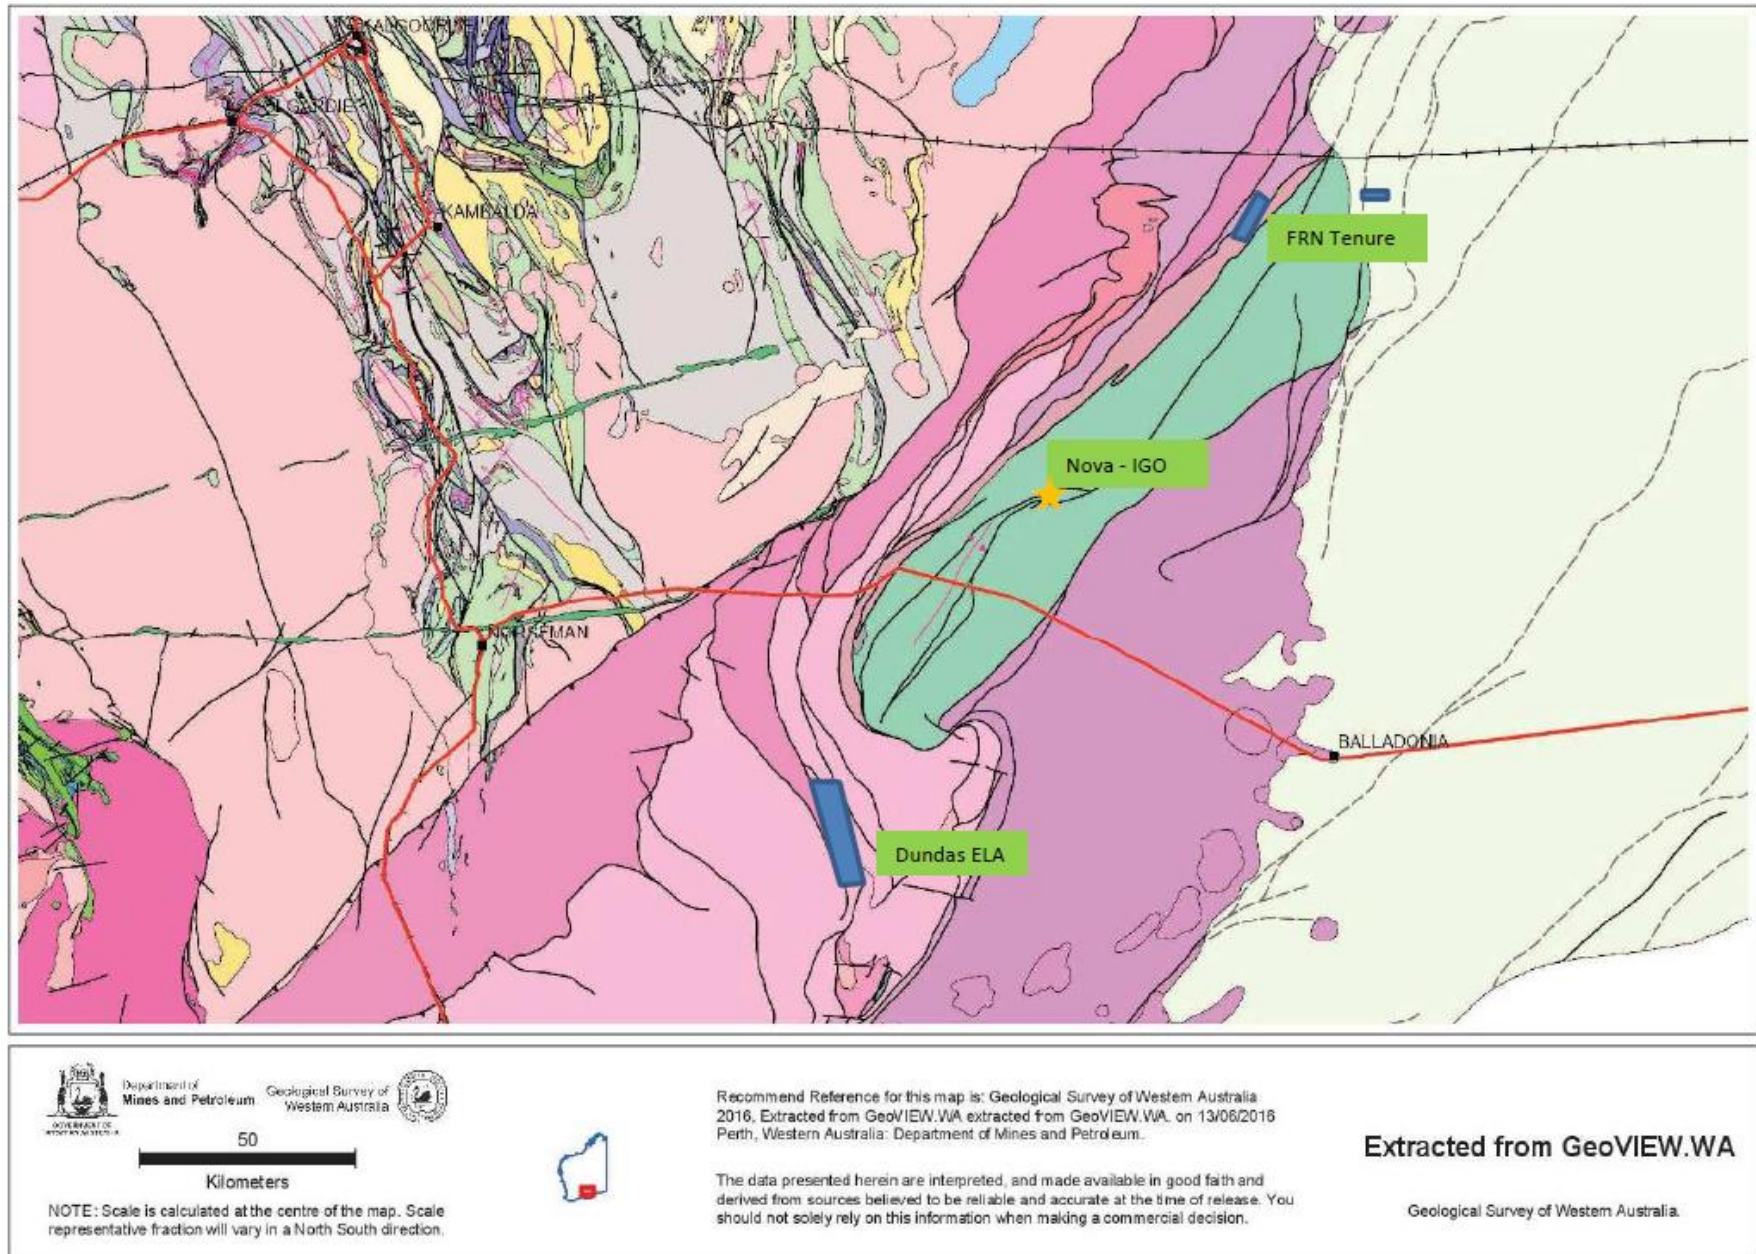 KALGOORLIE
COOLGARDIE
KAMBALDA
FRN Tenure
Nova - IGO
NORSEMAN
BALLADONIA
Dundas ELA
Department of
Mines and Petroleum
GOVERNMENT OF
WESTERN AUSTRALIA
Geological Survey of
Western Australia
50
Kilometers
NOTE: Scale is calculated at the centre of the map. Scale
representative fraction will vary in a North South direction.
Recommend Reference for this map is: Geological Survey of Western Australia
2016, Extracted from GeoVIEW.WA extracted from GeoVIEW.WA. on 13/06/2016
Perth, Western Australia: Department of Mines and Petroleum.
The data presented herein are interpreted, and made available in good faith and
derived from sources believed to be reliable and accurate at the time of release. You
should not solely rely on this information when making a commercial decision.
Extracted from GeoVIEW.WA
Geological Survey of Western Australia.